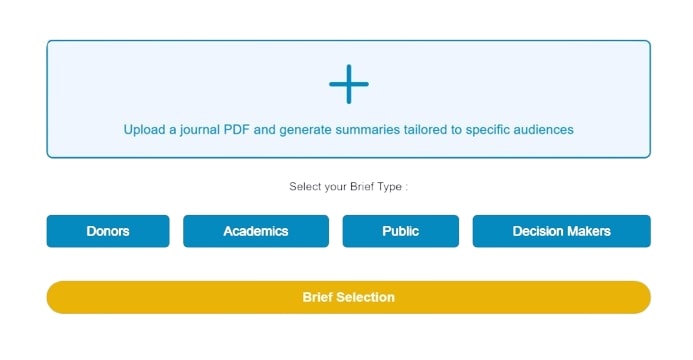 Upload a journal PDF and generate summaries tailored to specific audiences
Select your Brief Type :
Donors Academics Public Decision Makers
Brief Selection